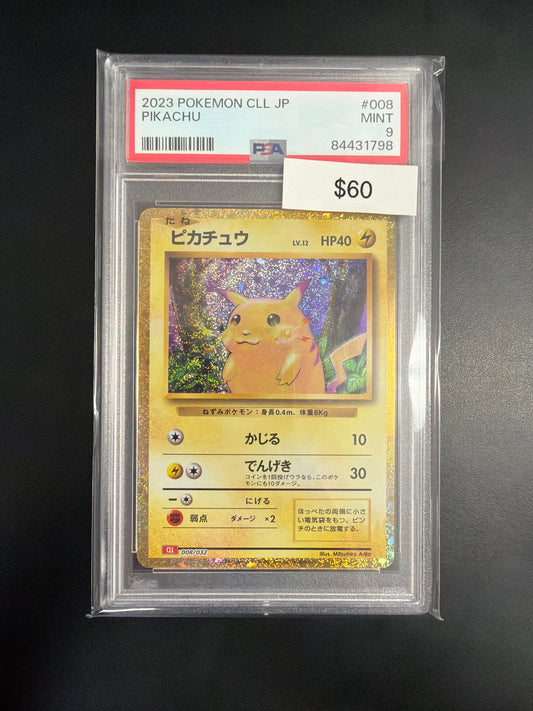 2023 POKEMON CLL JP #008
PIKACHU MINT
9
PSA 84431798
$60
たね
ピカチュウ LV.12 HP40
ねずみポケモン：身長0.4m、体重6Kg
かじる 10
でんげき 30
コインを1回投げウラなら、このポケ
モンにも10ダメージ。
にげる
弱点 ダメージ ×2
ほっぺたの両側に小さ
い電気袋をもつ。ピン
チのときに放電する。
CLL 008/032
Illus. Mitsuhiro Arita